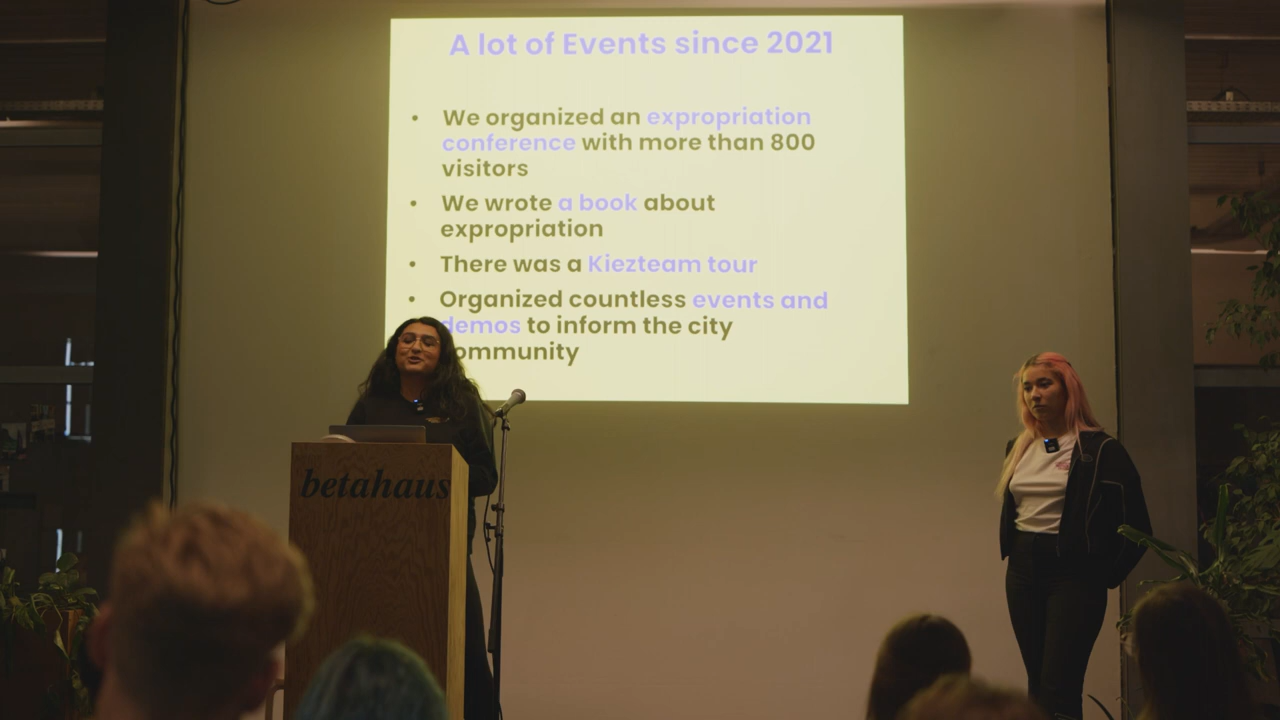 A lot of Events since 2021
• We organized an expropriation
conference with more than 800
visitors
• We wrote a book about
expropriation
• There was a Kiezteam tour
• Organized countless events and
demos to inform the city
ommunity
betahaus